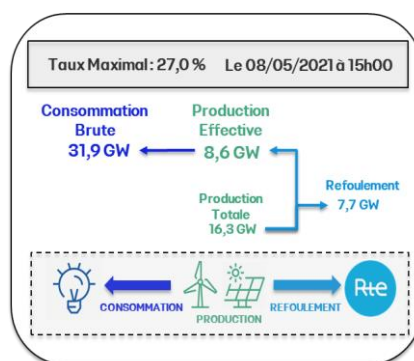 Taux Maximal : 27,0 % Le 08/05/2021 à 15h00
Consommation
Brute
31,9 GW
Production
Effective
8,6 GW
Refoulement
7,7 GW
Production
Totale
16,3 GW
CONSOMMATION
PRODUCTION
REFOULEMENT
Rte